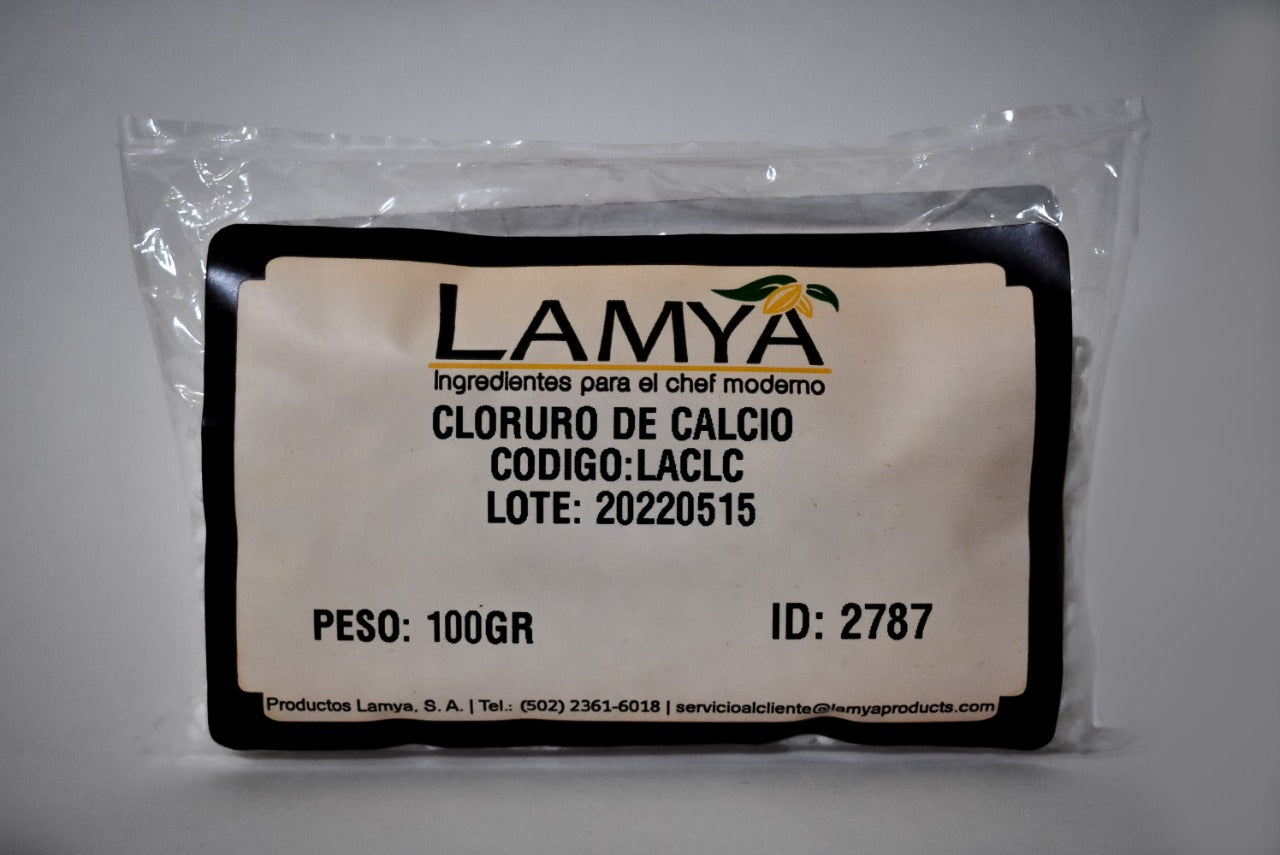 LAMYA
Ingredientes para el chef moderno
CLORURO DE CALCIO
CODIGO:LACLC
LOTE: 20220515
PESO: 100GR
ID: 2787
Productos Lamya, S. A. | Tel.: (502) 2361-6018 | servicioalcliente@lamyaproducts.com